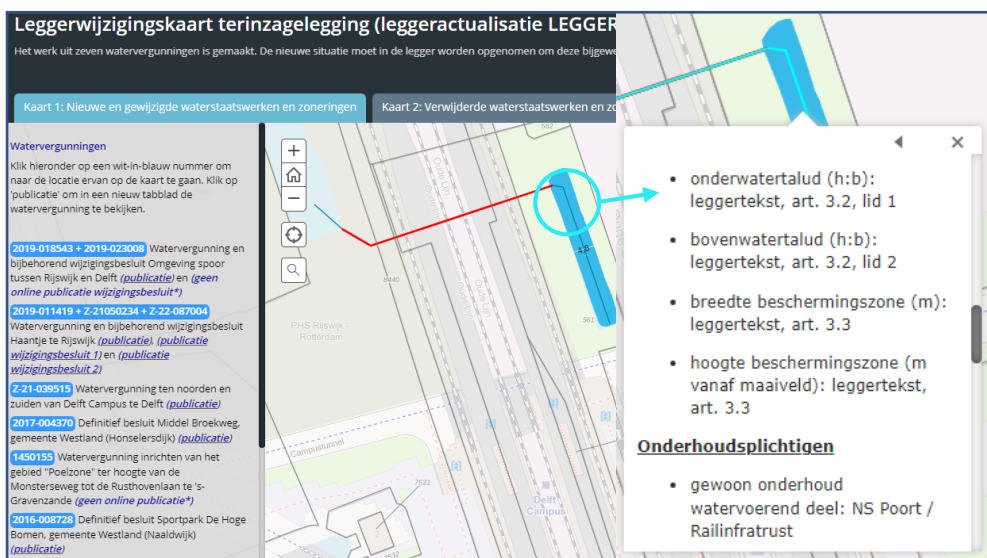 Leggerwijzigingskaart terinzagelegging (leggeractualisatie LEGGER
Het werk uit zeven watervergunningen is gemaakt. De nieuwe situatie moet in de legger worden opgenomen om deze bijgewe
Kaart 1: Nieuwe en gewijzigde waterstaatswerken en zoneringen
Kaart 2: Verwijderde waterstaatswerken en zo
Watervergunningen
Klik hieronder op een wit-in-blauw nummer om
naar de locatie ervan op de kaart te gaan. Klik op
'publicatie' om in een nieuw tabblad de
watervergunning te bekijken.
2019-018543 + 2019-023008 Watervergunning en
bijbehorend wijzigingsbesluit Omgeving spoor
tussen Rijswijk en Delft (publicatie) en (geen
online publicatie wijzigingsbesluit*)
2019-011419 + Z-21050234 + Z-22-087004
Watervergunning en bijbehorend wijzigingsbesluit
Haantje te Rijswijk (publicatie), (publicatie
wijzigingsbesluit 1) en (publicatie
wijzigingsbesluit 2)
Z-21-039515 Watervergunning ten noorden en
zuiden van Delft Campus te Delft (publicatie)
2017-004370 Definitief besluit Middel Broekweg,
gemeente Westland (Honselersdijk) (publicatie)
1450155 Watervergunning inrichten van het
gebied "Poelzone" ter hoogte van de
Monsterseweg tot de Rusthovenlaan te 's-
Gravenzande (geen online publicatie*)
2016-008728 Definitief besluit Sportpark De Hoge
Bomen, gemeente Westland (Naaldwijk)
(publicatie)
562
Oude Lijn
Oude Lijn
Oude Lijn
8440
561
PHS Rijswijk -
Rotterdam
Campustunnel
7531
7532
Delft
Campus
• onderwatertalud (h:b):
leggertekst, art. 3.2, lid 1
• bovenwatertalud (h:b):
leggertekst, art. 3.2, lid 2
• breedte beschermingszone (m):
leggertekst, art. 3.3
• hoogte beschermingszone (m
vanaf maaiveld): leggertekst,
art. 3.3
Onderhoudsplichtigen
• gewoon onderhoud
watervoerend deel: NS Poort /
Railinfratrust